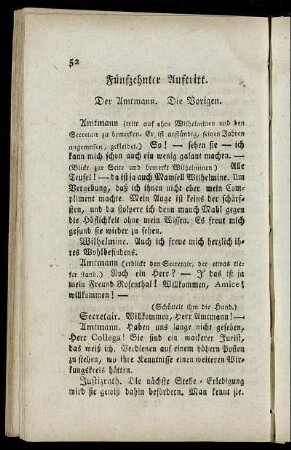 52
Fünfzehnter Auftritt.
Der Amtmann. Die Vorigen.
Amtmann (tritt auf ohne Wilhelminen und den
Secretair zu bemerken. Er ist anständig, seinen Jahren
angemessen, gekleidet.) So! — sehen sie — ich
kann mich schon auch ein wenig galant machen. —
(Blickt zur Seite und bemerkt Wilhelminen) Alle
Teufel! — da ist ja auch Mamsell Wilhelmine. Um
Vergebung, daß ich ihnen nicht eher mein Com-
pliment machte. Mein Auge ist keins der schärf-
sten, und da stolpert sich denn manch Mahl gegen
die Höflichkeit ohne mein Wissen. Es freut mich
gesund sie wieder zu sehen.
Wilhelmine. Auch ich freue mich herzlich ih-
res Wohlbefindens.
Amtmann (erblickt den Secretair, der etwas tie-
fer stand.) Noch ein Herr? — J' das ist ja
mein Freund Rosenthal! Willkommen, Amice!
willkommen! —
(Schüttelt ihm die Hand.)
Secretair. Willkommen, Herr Amtmann! —
Amtmann. Haben uns lange nicht gesehen,
Herr Collega! Sie sind ein wackerer Jurist,
das weiß ich. Verdienen auf einem höhern Posten
zu stehen, wo ihre Kenntnisse einen weitern Wir-
kungskreis hätten.
Justizrath. Die nächste Stelle-Erledigung
wird sie gewiß dahin befördern. Man kennt sie.